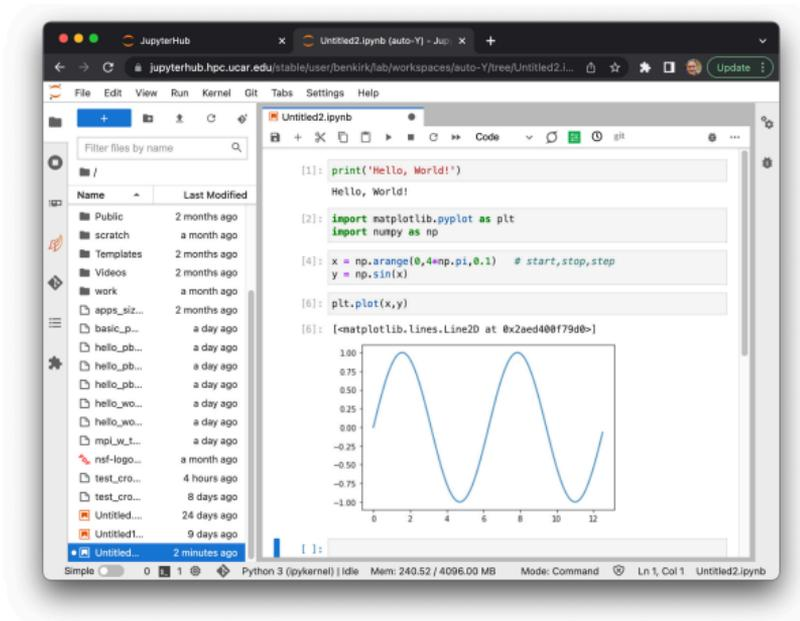 JupyterHub
Untitled2.ipynb (auto-Y) - Jup
jupyterhub.hpc.ucar.edu/stable/user/benkirk/lab/workspaces/auto-Y/tree/Untitled2.i...
Update
File Edit View Run Kernel Git Tabs Settings Help
+
Filter files by name
/
Name Last Modified
Public 2 months ago
scratch a month ago
Templates 2 months ago
Videos 2 months ago
work a month ago
apps_siz... 2 months ago
basic_p... a day ago
hello_pb... a day ago
hello_pb... a day ago
hello_pb... a day ago
hello_wo... a day ago
hello_wo... a day ago
mpi_w_t... a day ago
nsf-logo... a month ago
test_cro... 4 hours ago
test_cro... 8 days ago
Untitled.... 24 days ago
Untitled1... 9 days ago
Untitled... 2 minutes ago
Untitled2.ipynb
Code git
[1]: print('Hello, World!')
Hello, World!
[2]: import matplotlib.pyplot as plt
import numpy as np
[4]: x = np.arange(0,4*np.pi,0.1) # start,stop,step
y = np.sin(x)
[6]: plt.plot(x,y)
[6]: [<matplotlib.lines.Line2D at 0x2aed400f79d0>]
1.00
0.75
0.50
0.25
0.00
-0.25
-0.50
-0.75
-1.00
0 2 4 6 8 10 12
[ ]:
Simple 0 1 Python 3 (ipykernel) | Idle Mem: 240.52 / 4096.00 MB Mode: Command Ln 1, Col 1 Untitled2.ipynb